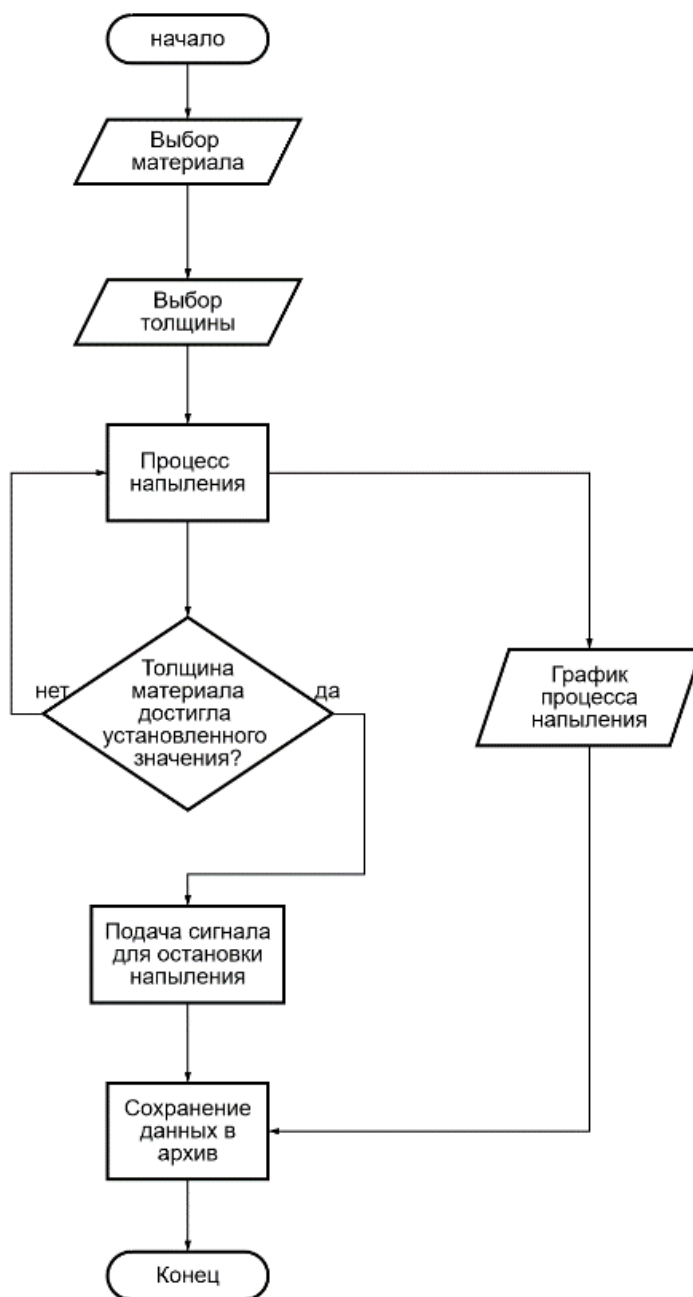 начало
Выбор
материала
Выбор
толщины
Процесс
напыления
Толщина
материала
достигла
установленного
значения?
нет
да
График
процесса
напыления
Подача сигнала
для остановки
напыления
Сохранение
данных в
архив
Конец